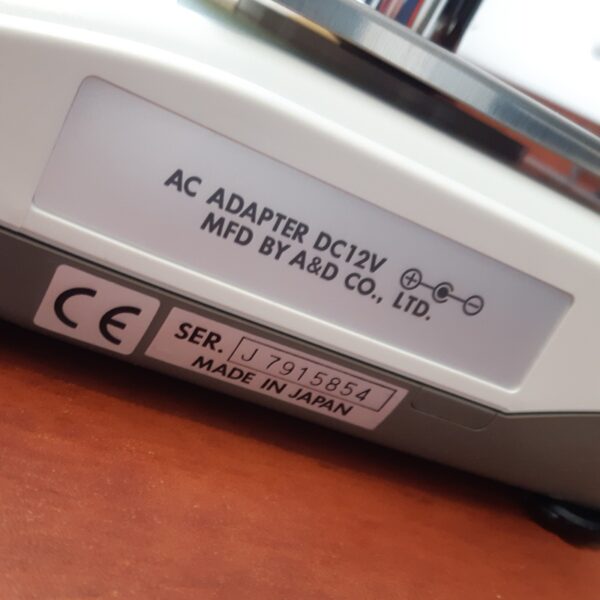 AC ADAPTER DC12V
MFD BY A&D CO., LTD.
CE
SER. J 7915854
MADE IN JAPAN